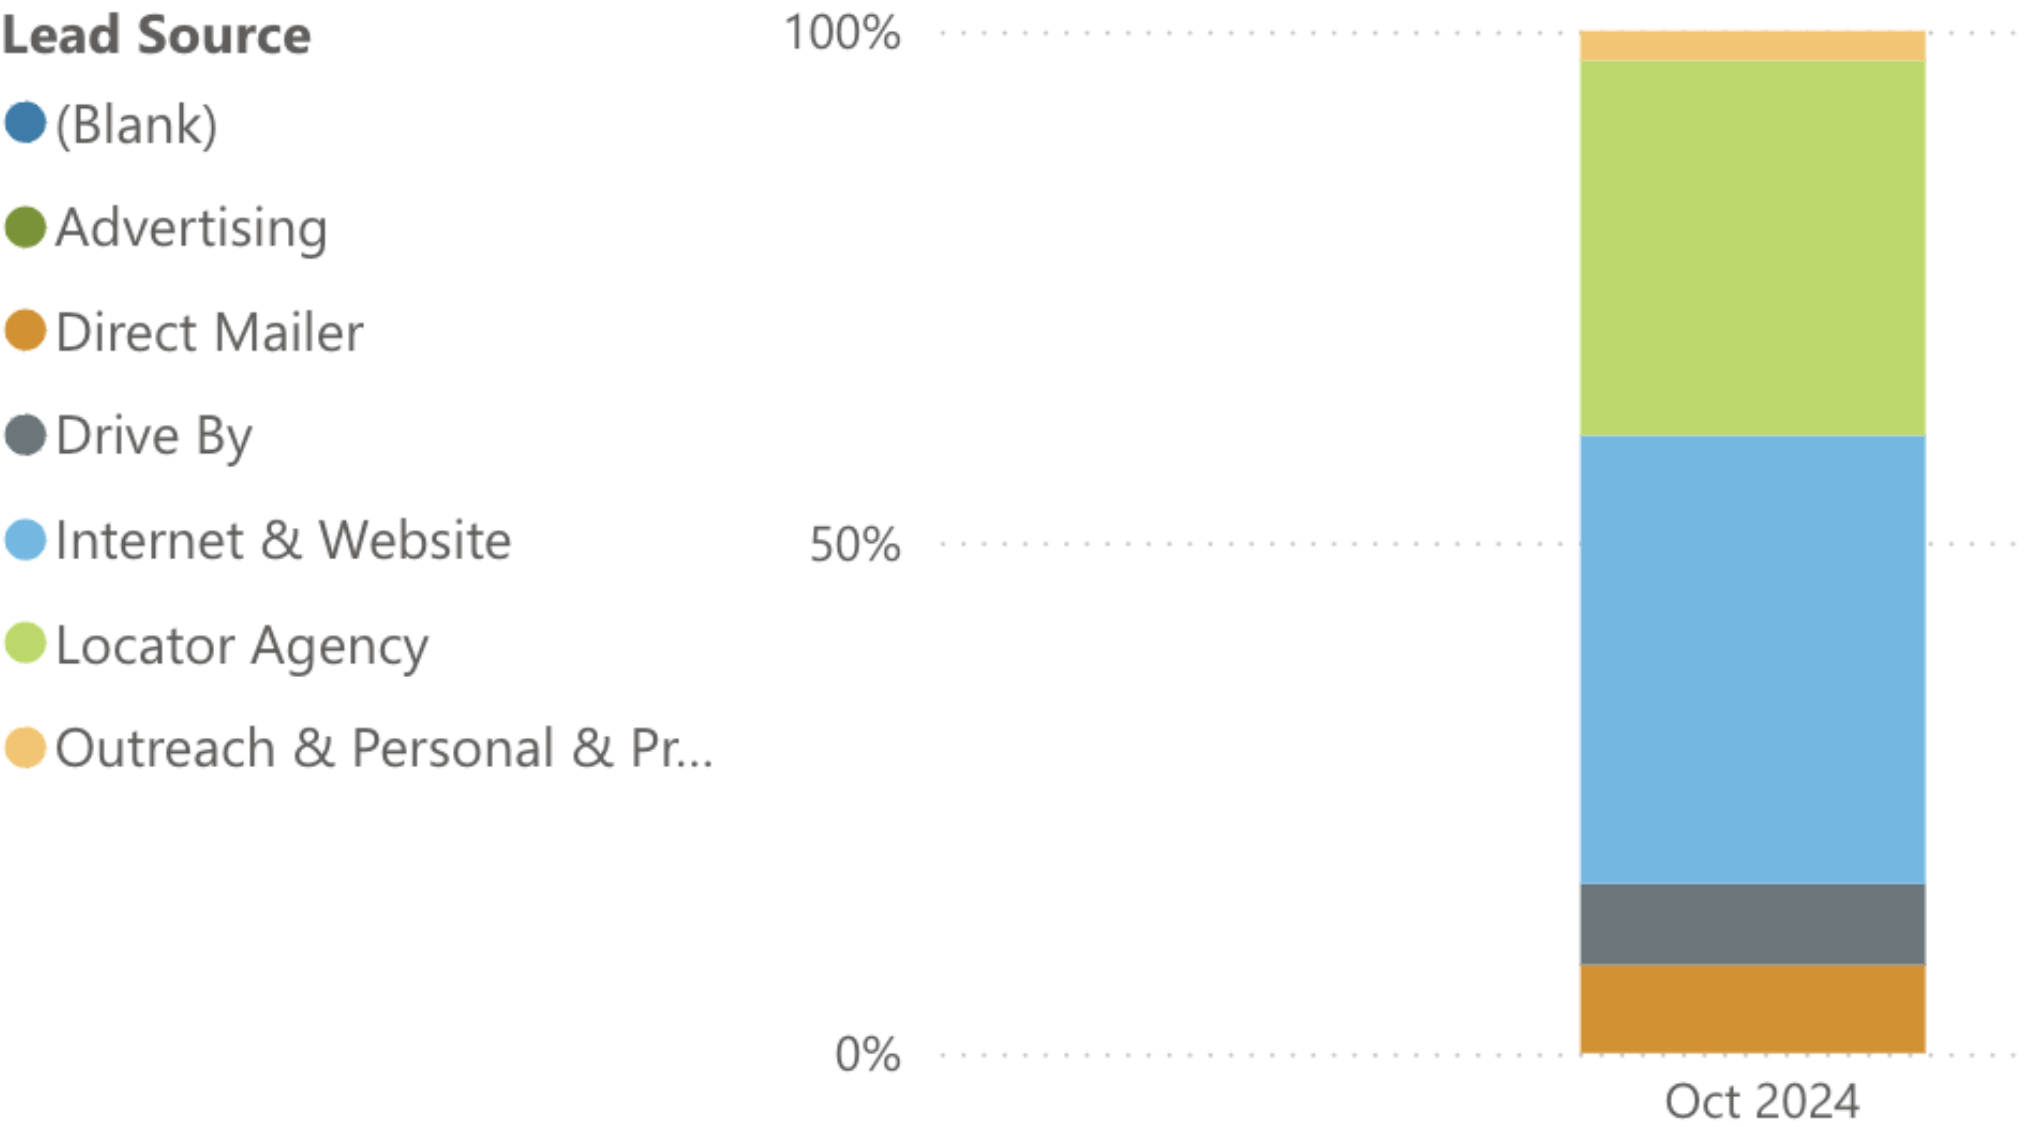 Lead Source
(Blank)
Advertising
Direct Mailer
Drive By
Internet & Website
Locator Agency
Outreach & Personal & Pr...
100%
50%
0%
Oct 2024